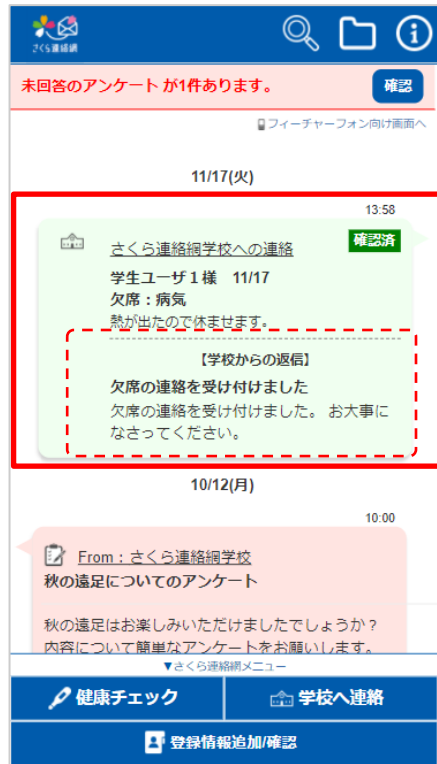 さくら連絡網
未回答のアンケート が1件あります。
確認
フィーチャーフォン向け画面へ
11/17(火)
13:58
さくら連絡網学校への連絡
確認済
学生ユーザ１様 11/17
欠席：病気
熱が出たので休ませます。
【学校からの返信】
欠席の連絡を受け付けました
欠席の連絡を受け付けました。 お大事に
なさってください。
10/12(月)
10:00
From：さくら連絡網学校
秋の遠足についてのアンケート
秋の遠足はお楽しみいただけましたでしょうか？
内容について簡単なアンケートをお願いします。
▼さくら連絡網メニュー
健康チェック
学校へ連絡
登録情報追加/確認